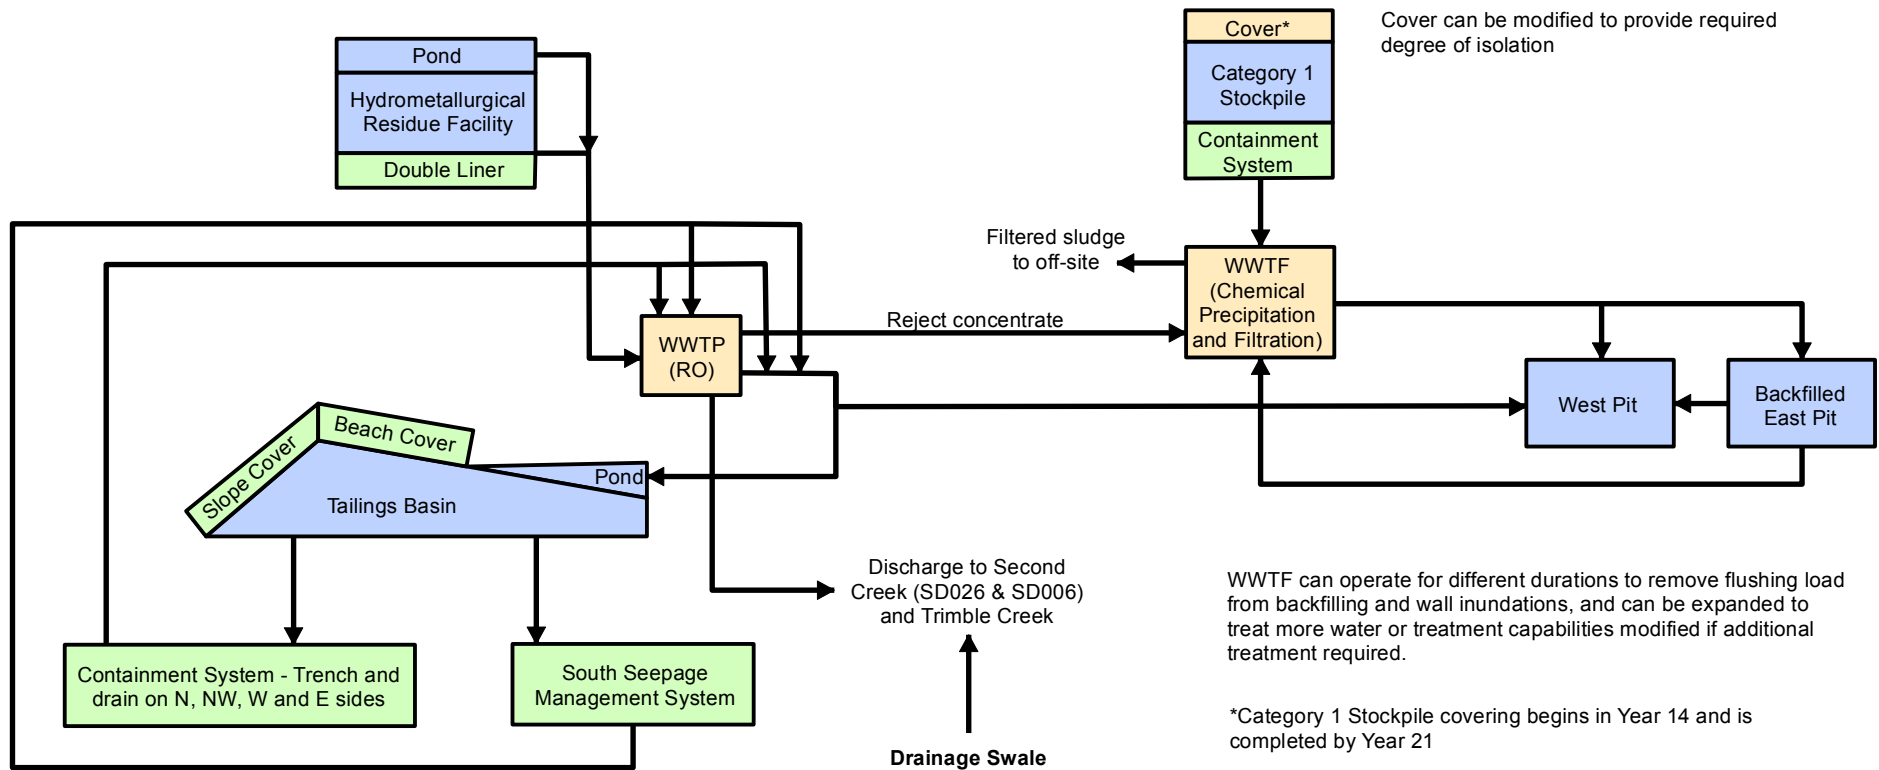 Pond
Hydrometallurgical
Residue Facility
Double Liner
Cover*
Category 1
Stockpile
Containment
System
Cover can be modified to provide required
degree of isolation
Filtered sludge
to off-site
WWTF
(Chemical
Precipitation
and Filtration)
Reject concentrate
WWTP
(RO)
West Pit
Backfilled
East Pit
Slope Cover
Beach Cover
Pond
Tailings Basin
Discharge to Second
Creek (SD026 & SD006)
and Trimble Creek
Containment System - Trench and
drain on N, NW, W and E sides
South Seepage
Management System
Drainage Swale
WWTF can operate for different durations to remove flushing load
from backfilling and wall inundations, and can be expanded to
treat more water or treatment capabilities modified if additional
treatment required.
*Category 1 Stockpile covering begins in Year 14 and is
completed by Year 21